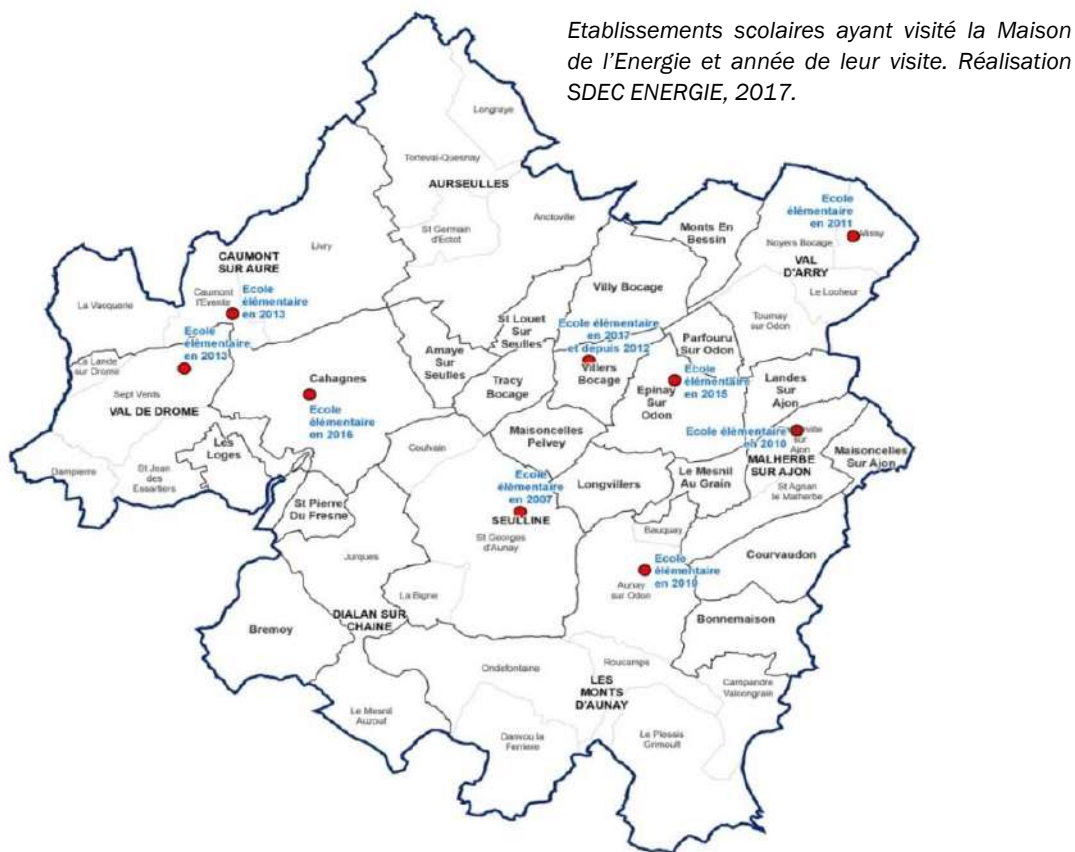 Etablissements scolaires ayant visité la Maison
de l'Energie et année de leur visite. Réalisation
SDEC ENERGIE, 2017.
Longraye
Torteval-Quesnay
AURSEULLES
St Germain
d'Ectot
Anctoville
Monts En
Bessin
Ecole
élémentaire
en 2011
Missy
Noyers Bocage
VAL
D'ARRY
Le Locheur
Tournay
sur Odon
Livry
CAUMONT
SUR AURE
La Vacquerie
Caumont
l'Evente
Ecole
élémentaire
en 2013
Ecole
élémentaire
en 2013
La Lande
sur Drome
Sept Vents
VAL DE DROME
Dampierre
St Jean
des
Essartiers
Les
Loges
Cahagnes
Ecole
élémentaire
en 2016
Amaye
Sur
Seulles
St Louet
Sur
Seulles
Tracy
Bocage
Villy Bocage
Ecole élémentaire
en 2017
et depuis 2012
Villers
Bocage
Parfouru
Sur Odon
Epinay
Sur
Odon
Ecole
élémentaire
en 2015
Landes
Sur
Ajon
Ecole élémentaire
en 2010
sur
Ajon
MALHERBE
SUR AJON
St Agnan
le Malherbe
Maisoncelles
Sur Ajon
Maisoncelles
Pelvey
Coulvain
Ecole
élémentaire
en 2007
SEULLINE
St Georges
d'Aunay
Longvillers
Le Mesnil
Au Grain
St Pierre
Du Fresne
Jurques
La Bigne
DIALAN SUR
CHAINE
Bremoy
Bauquay
Ecole
élémentaire
en 2010
Aunay
sur Odon
Courvaudon
Bonnemaison
Ondefontaine
Roucamps
LES
MONTS
D'AUNAY
Campandre
Valcongrain
Le Mesnil
Auzouf
Danvou la
Ferriere
Le Plessis
Grimoult